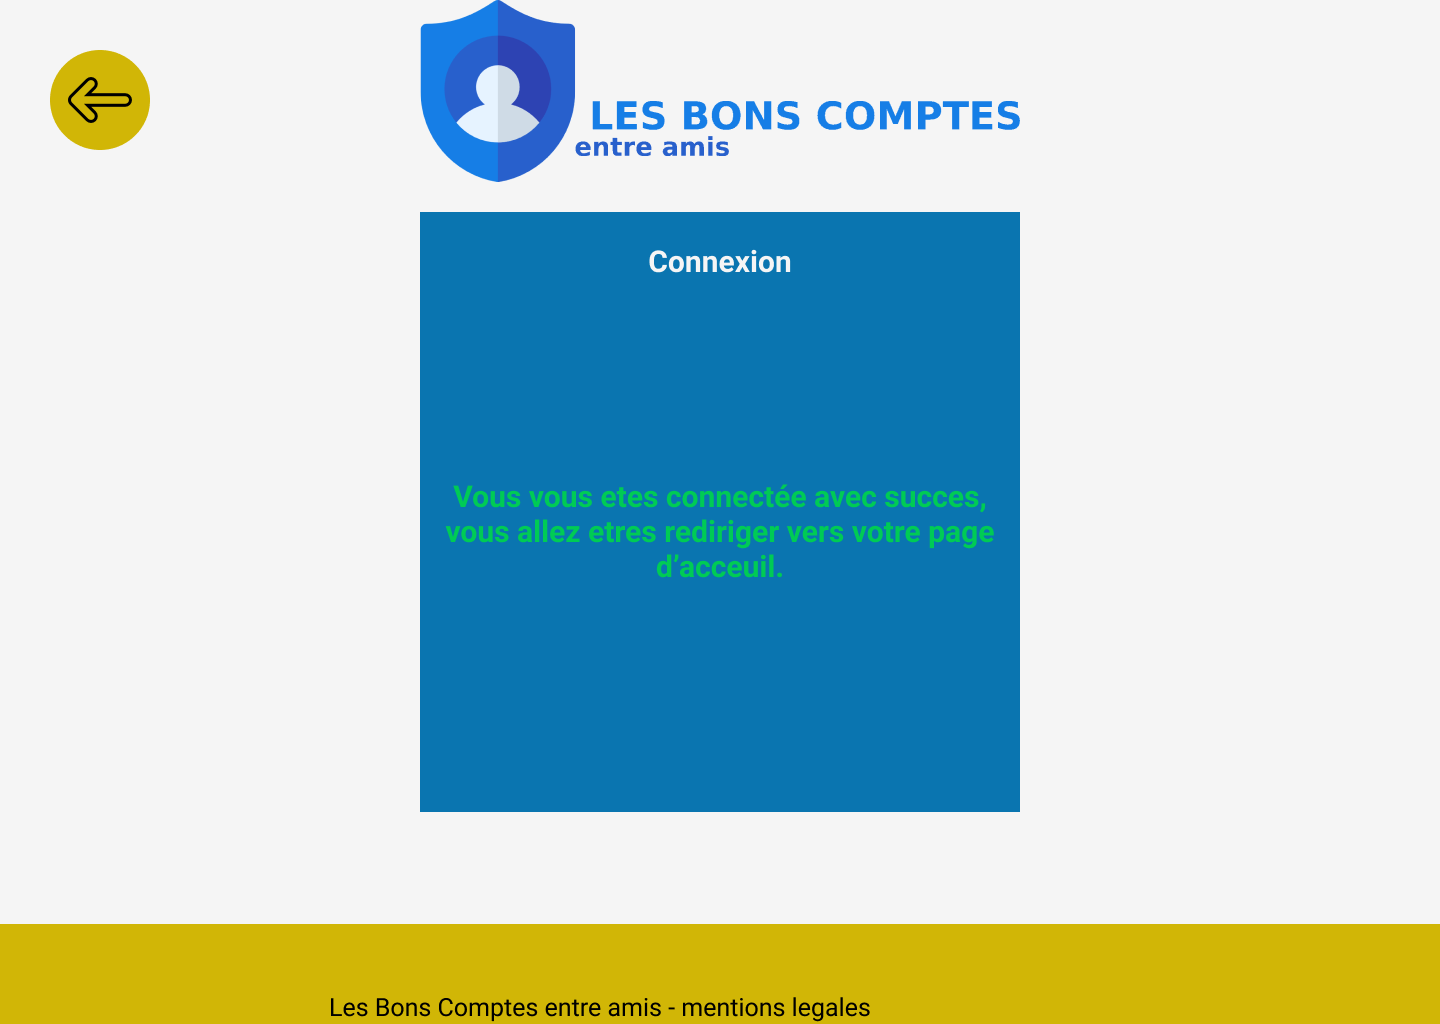 LES BONS COMPTES
entre amis
Connexion
Vous vous etes connectée avec succes,
vous allez etres rediriger vers votre page
d’acceuil.
Les Bons Comptes entre amis - mentions legales